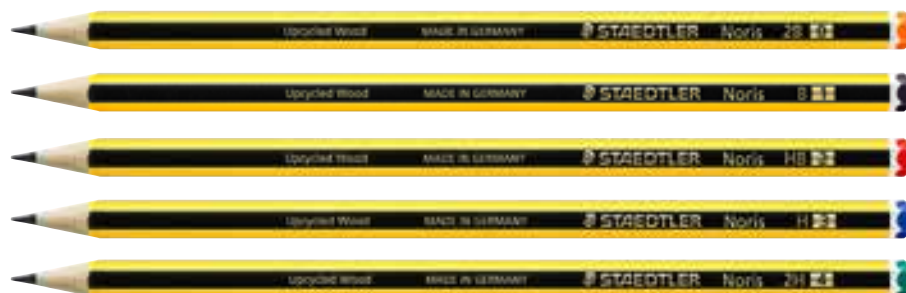 Upcycled Wood MADE IN GERMANY STAEDTLER Noris 2B
Upcycled Wood MADE IN GERMANY STAEDTLER Noris B
Upcycled Wood MADE IN GERMANY STAEDTLER Noris HB
Upcycled Wood MADE IN GERMANY STAEDTLER Noris H
Upcycled Wood MADE IN GERMANY STAEDTLER Noris 2H